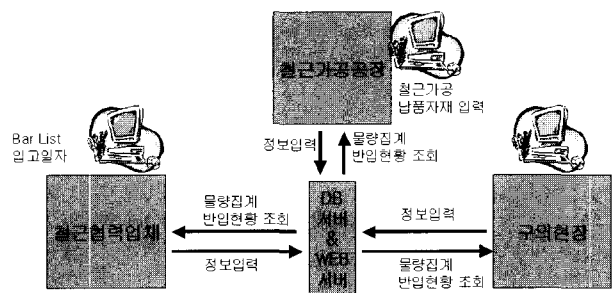 철근가공공장
철근가공
납품자재 입력
Bar List
입고일자
정보입력
물량집계
반입현황 조회
물량집계
반입현황 조회
정보입력
철근협력업체
DB
서버
&
WEB
서버
정보입력
구의현장
물량집계
반입현황 조회